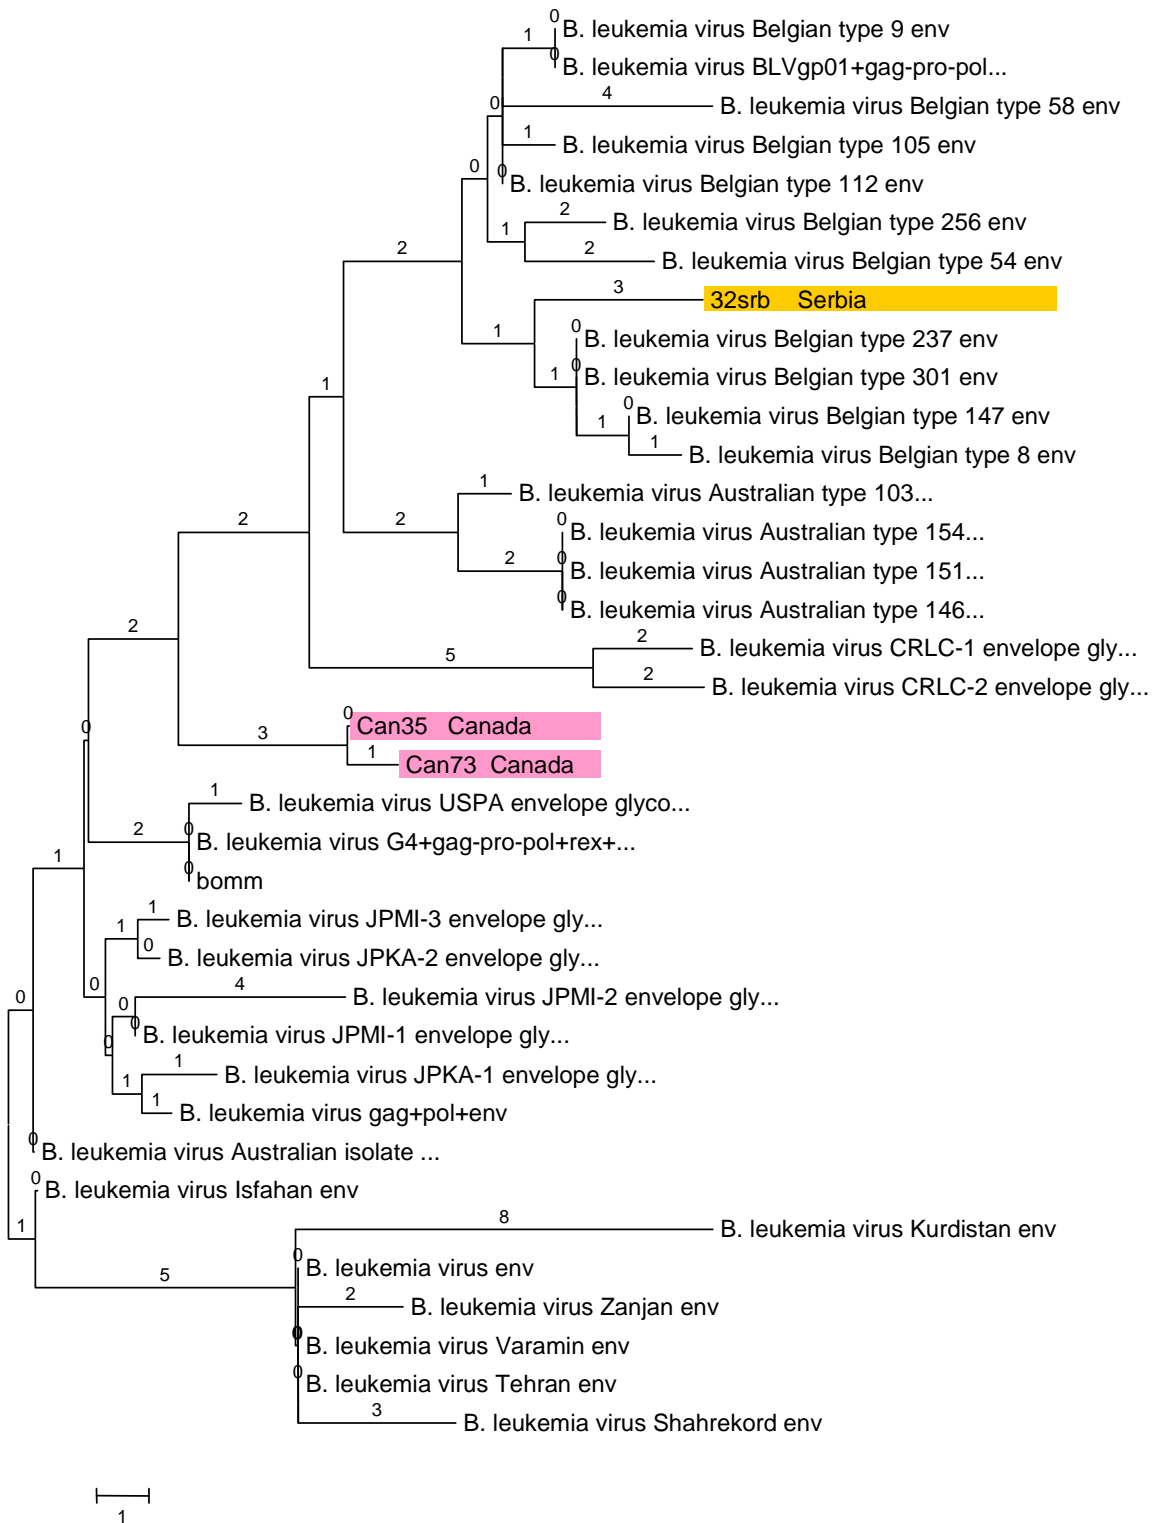 0
B. leukemia virus Belgian type 9 env
1
0
B. leukemia virus BLVgp01+gag-pro-pol...
4
0
B. leukemia virus Belgian type 58 env
1
B. leukemia virus Belgian type 105 env
0
0
B. leukemia virus Belgian type 112 env
2
B. leukemia virus Belgian type 256 env
1
2
2
B. leukemia virus Belgian type 54 env
3
32srb Serbia
1
0
B. leukemia virus Belgian type 237 env
1
0
B. leukemia virus Belgian type 301 env
1
0
B. leukemia virus Belgian type 147 env
1
1
B. leukemia virus Belgian type 8 env
1
B. leukemia virus Australian type 103...
2
2
0
B. leukemia virus Australian type 154...
2
0
B. leukemia virus Australian type 151...
0
B. leukemia virus Australian type 146...
2
2
B. leukemia virus CRLC-1 envelope gly...
5
2
B. leukemia virus CRLC-2 envelope gly...
0
0
Can35 Canada
3
1
Can73 Canada
1
B. leukemia virus USPA envelope glyco...
2
0
B. leukemia virus G4+gag-pro-pol+rex+...
1
0
bomm
1
B. leukemia virus JPMI-3 envelope gly...
1
0
B. leukemia virus JPKA-2 envelope gly...
0
0
4
B. leukemia virus JPMI-2 envelope gly...
0
0
0
B. leukemia virus JPMI-1 envelope gly...
1
B. leukemia virus JPKA-1 envelope gly...
1
1
B. leukemia virus gag+pol+env
0
B. leukemia virus Australian isolate ...
0
B. leukemia virus Isfahan env
1
8
B. leukemia virus Kurdistan env
5
0
B. leukemia virus env
2
B. leukemia virus Zanjan env
0
B. leukemia virus Varamin env
0
B. leukemia virus Tehran env
3
B. leukemia virus Shahrekord env
1